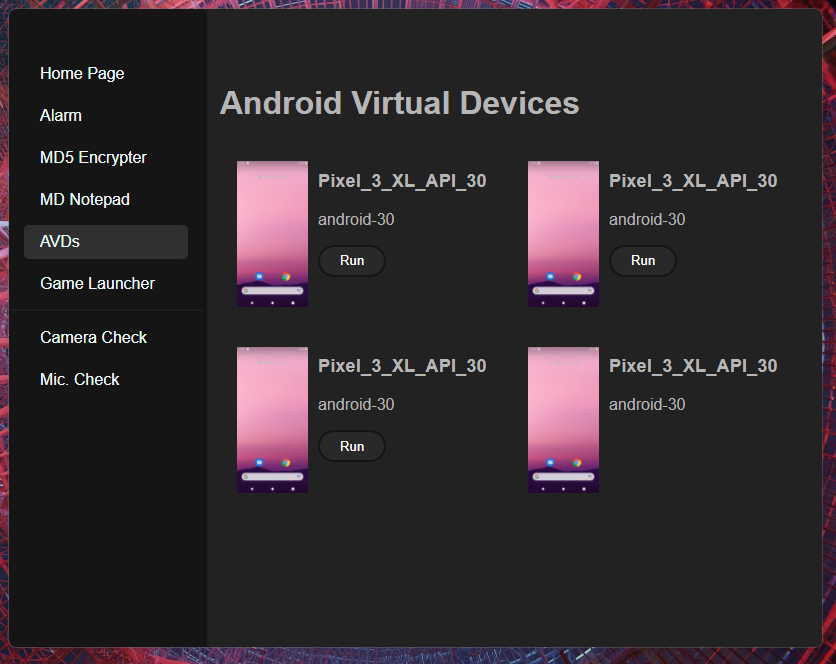 Home Page
Alarm
MD5 Encrypter
MD Notepad
AVDs
Game Launcher
Camera Check
Mic. Check
Android Virtual Devices
Pixel_3_XL_API_30
android-30
Run
Pixel_3_XL_API_30
android-30
Run
Pixel_3_XL_API_30
android-30
Run
Pixel_3_XL_API_30
android-30